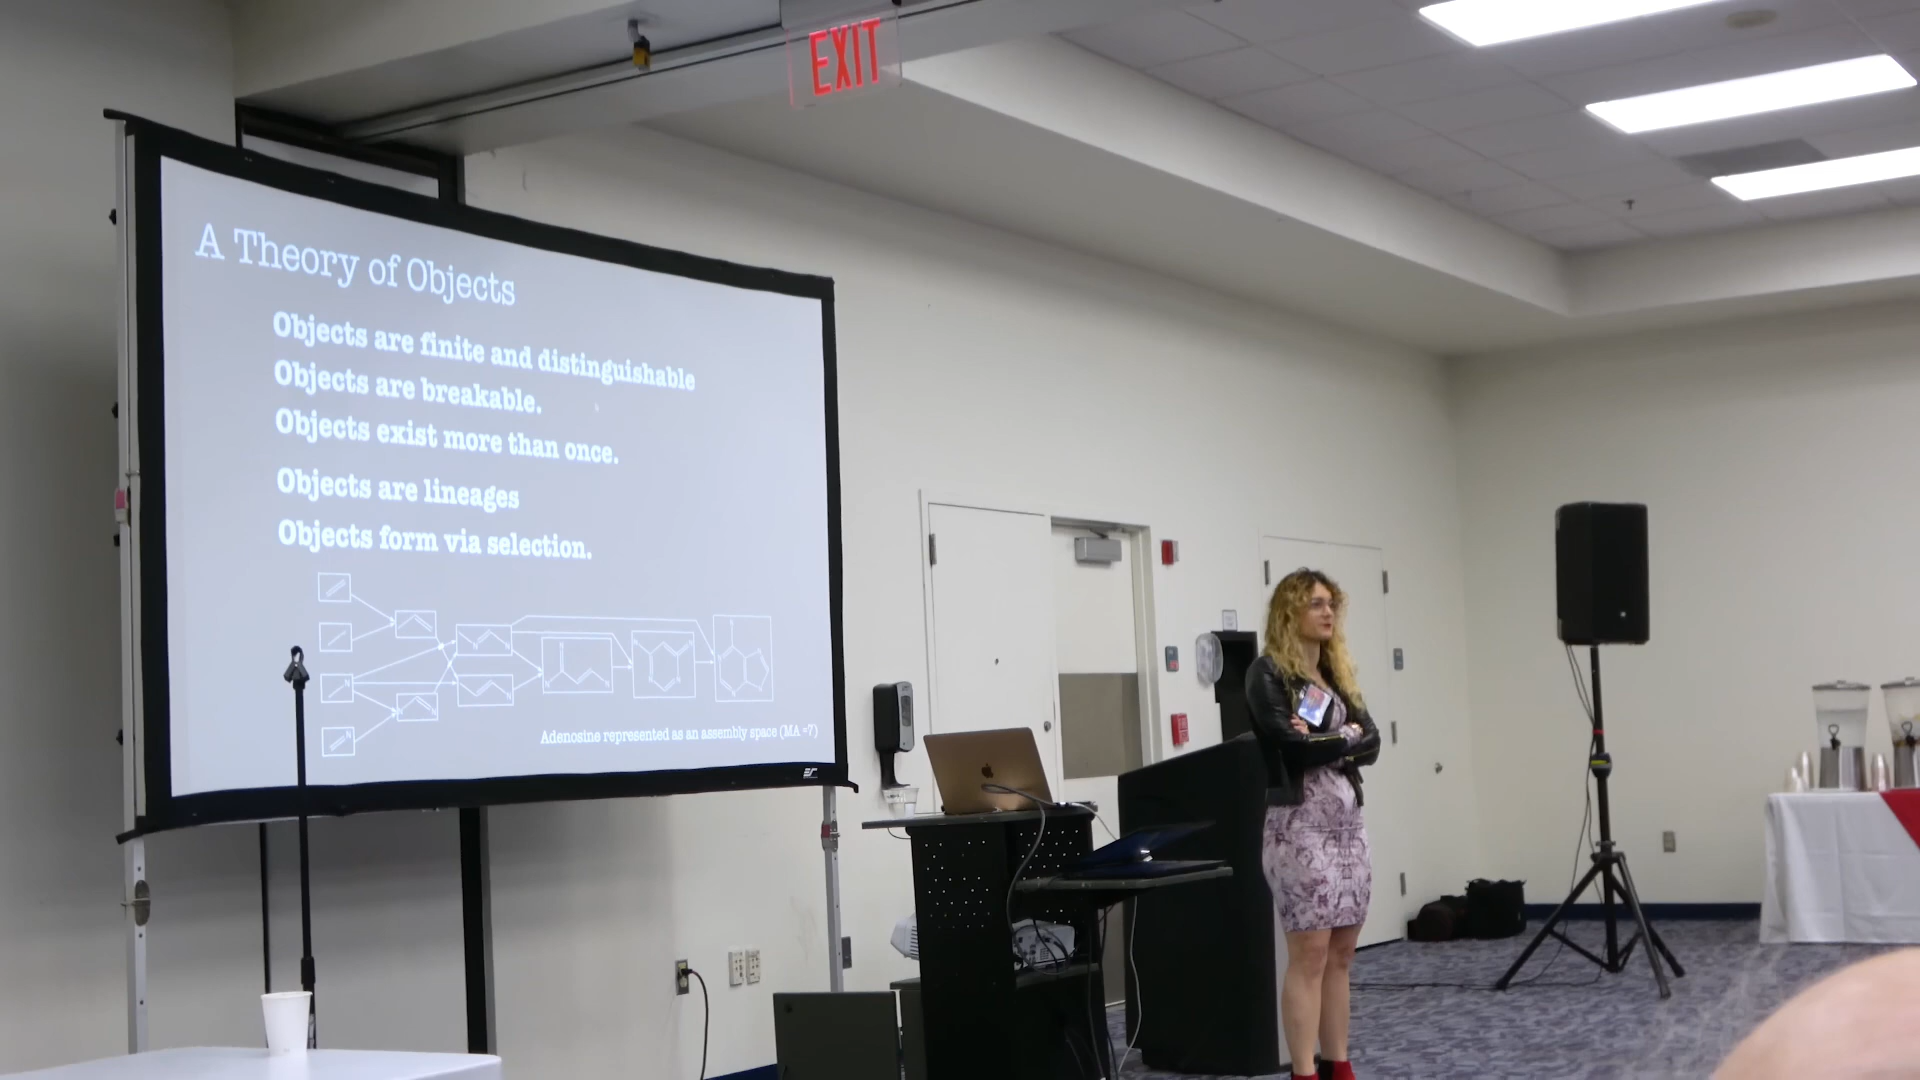 EXIT
A Theory of Objects
Objects are finite and distinguishable
Objects are breakable.
Objects exist more than once.
Objects are lineages
Objects form via selection.
N
N
Adenosine represented as an assembly space (MA =7)